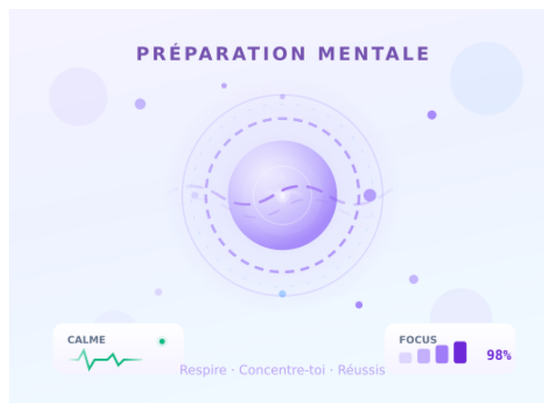 PRÉPARATION MENTALE
CALME
FOCUS
98%
Respire · Concentre-toi · Réussis